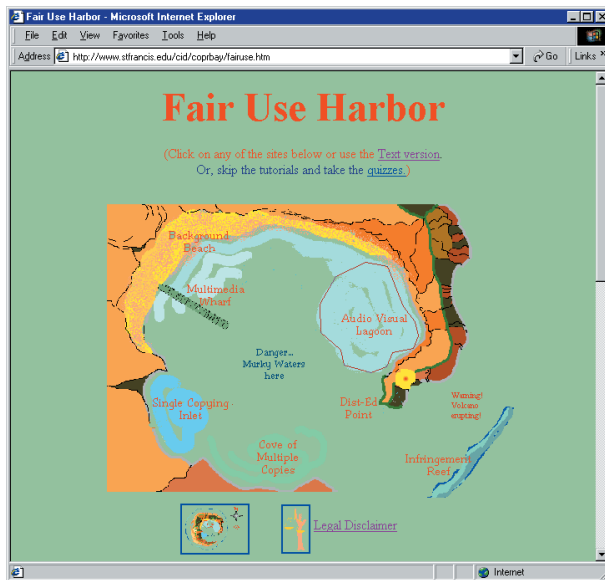 Fair Use Harbor - Microsoft Internet Explorer
File Edit View Favorites Tools Help
Address http://www.stfrancis.edu/cid/coprbay/fairuse.htm Go Links »
Fair Use Harbor
(Click on any of the sites below or use the Text version.
Or, skip the tutorials and take the quizzes.)
Background
Beach
Multimedia
Wharf
Audio Visual
Lagoon
Danger...
Murky Waters
here
Single Copying
Inlet
Dist-Ed
Point
Warning!
Volcano
erupting!
Cove of
Multiple
Copies
Infringement
Reef
Legal Disclaimer
Internet